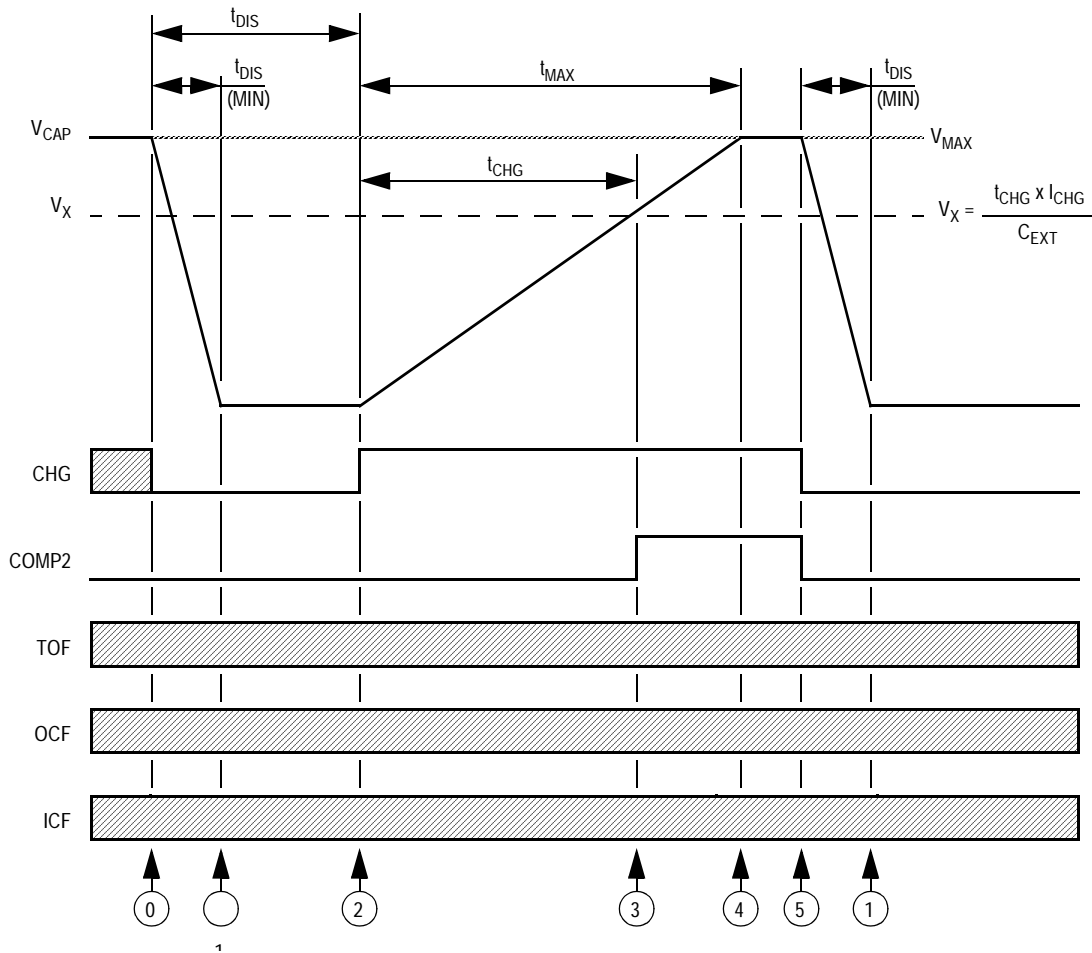 tDIS
tDIS
(MIN)
tMAX
tDIS
(MIN)
VCAP
VMAX
tCHG
VX
VX = tCHG x ICHG
CEXT
CHG
COMP2
TOF
OCF
ICF
0
2
3
4
5
1
1